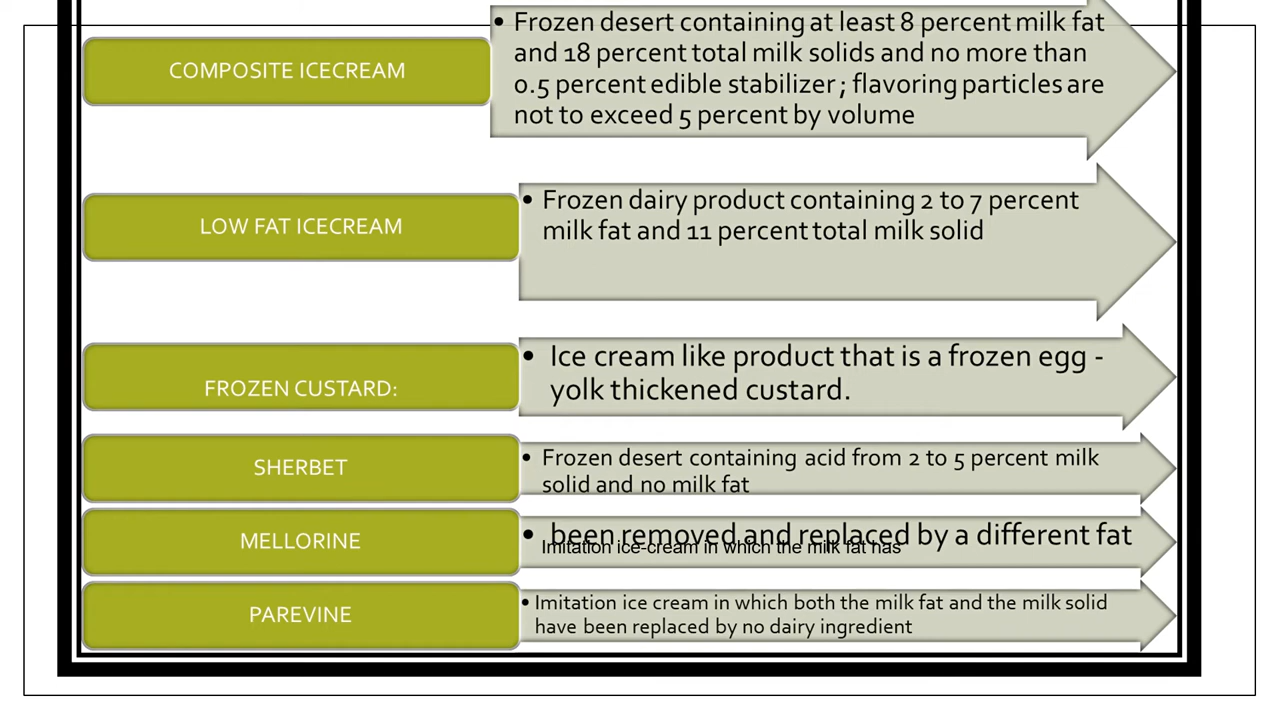 COMPOSITE ICECREAM
• Frozen desert containing at least 8 percent milk fat
and 18 percent total milk solids and no more than
0.5 percent edible stabilizer ; flavoring particles are
not to exceed 5 percent by volume
LOW FAT ICECREAM
• Frozen dairy product containing 2 to 7 percent
milk fat and 11 percent total milk solid
FROZEN CUSTARD:
• Ice cream like product that is a frozen egg -
yolk thickened custard.
SHERBET
• Frozen desert containing acid from 2 to 5 percent milk
solid and no milk fat
MELLORINE
• been removed and replaced by a different fat
Imitation ice-cream in which the milk fat has
PAREVINE
• Imitation ice cream in which both the milk fat and the milk solid
have been replaced by no dairy ingredient